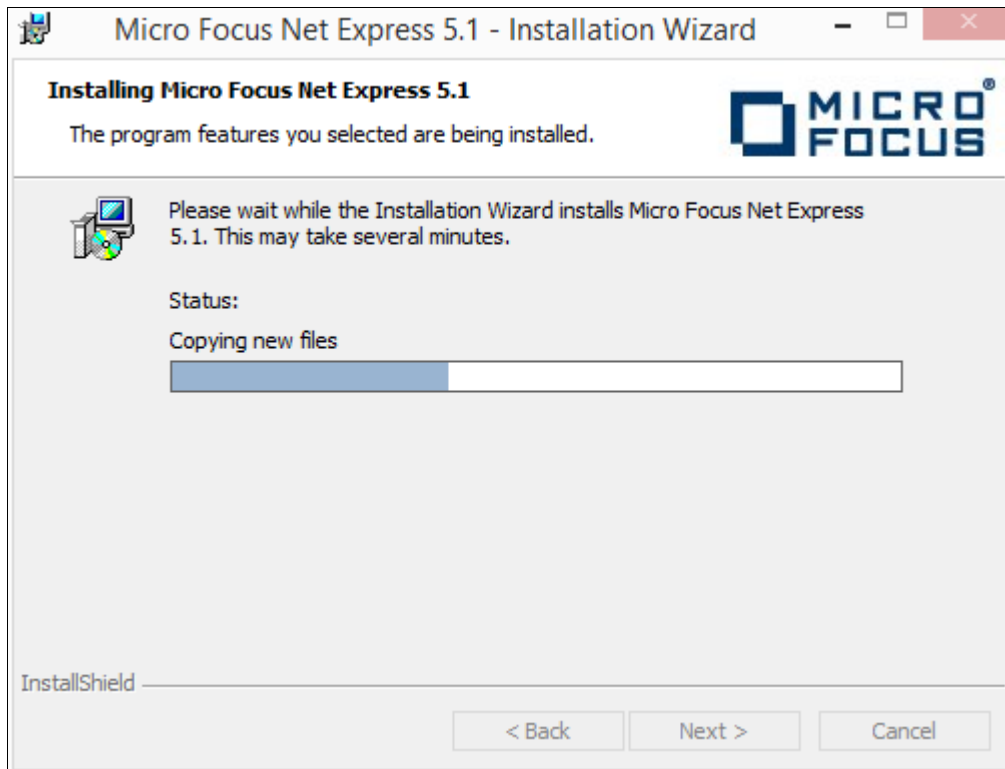 Micro Focus Net Express 5.1 - Installation Wizard
Installing Micro Focus Net Express 5.1
The program features you selected are being installed.
MICRO
FOCUS®
Please wait while the Installation Wizard installs Micro Focus Net Express
5.1. This may take several minutes.
Status:
Copying new files
InstallShield
< Back
Next >
Cancel